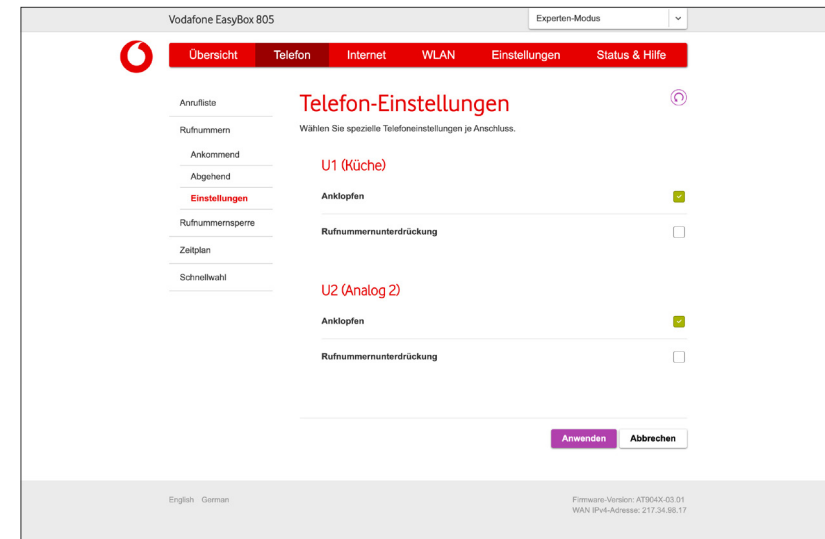 Vodafone EasyBox 805
Experten-Modus
Übersicht Telefon Internet WLAN Einstellungen Status & Hilfe
Anrufliste
Rufnummern
Ankommend
Abgehend
Einstellungen
Rufnummernsperre
Zeitplan
Schnellwahl
Telefon-Einstellungen
Wählen Sie spezielle Telefoneinstellungen je Anschluss.
U1 (Küche)
Anklopfen
Rufnummernunterdrückung
U2 (Analog 2)
Anklopfen
Rufnummernunterdrückung
Anwenden Abbrechen
English German
Firmware-Version: AT904X-03.01
WAN IPv4-Adresse: 217.34.98.17